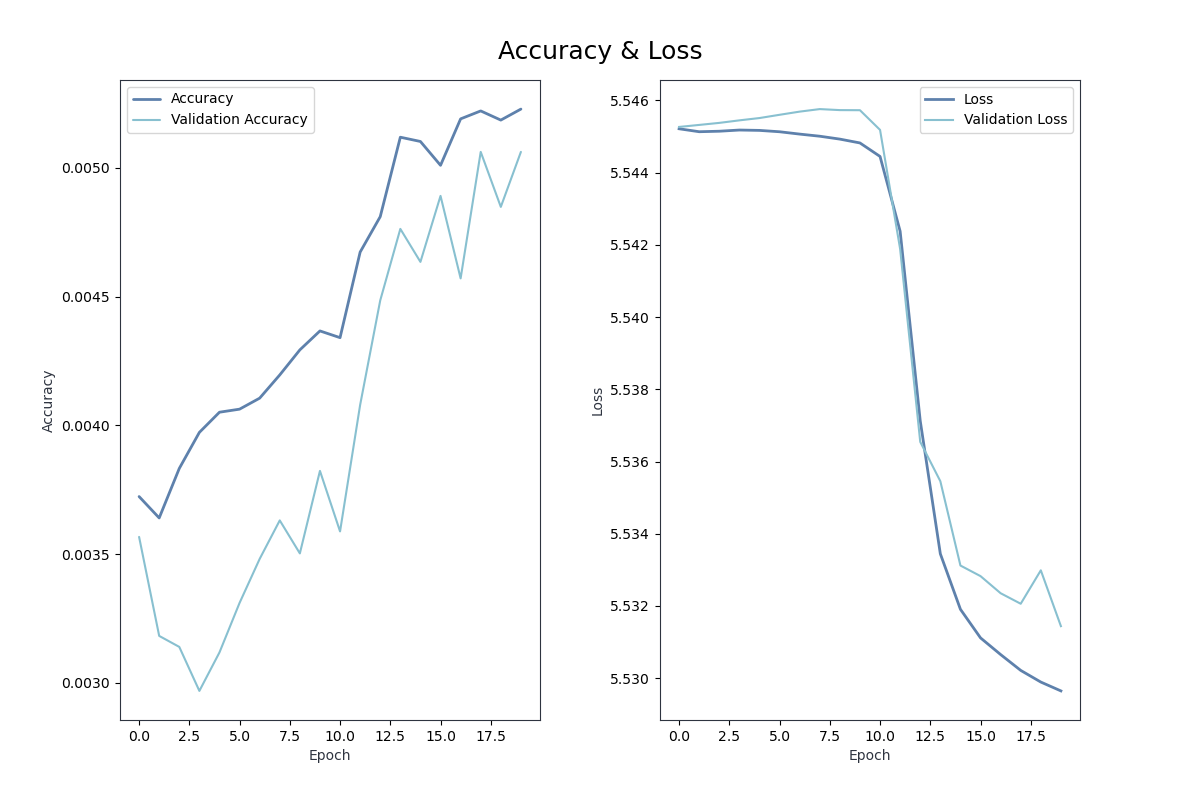 Accuracy & Loss
Accuracy
Validation Accuracy
0.0050
0.0045
0.0040
0.0035
0.0030
Accuracy
0.0 2.5 5.0 7.5 10.0 12.5 15.0 17.5
Epoch
Loss
Validation Loss
5.546
5.544
5.542
5.540
5.538
5.536
5.534
5.532
5.530
Loss
0.0 2.5 5.0 7.5 10.0 12.5 15.0 17.5
Epoch